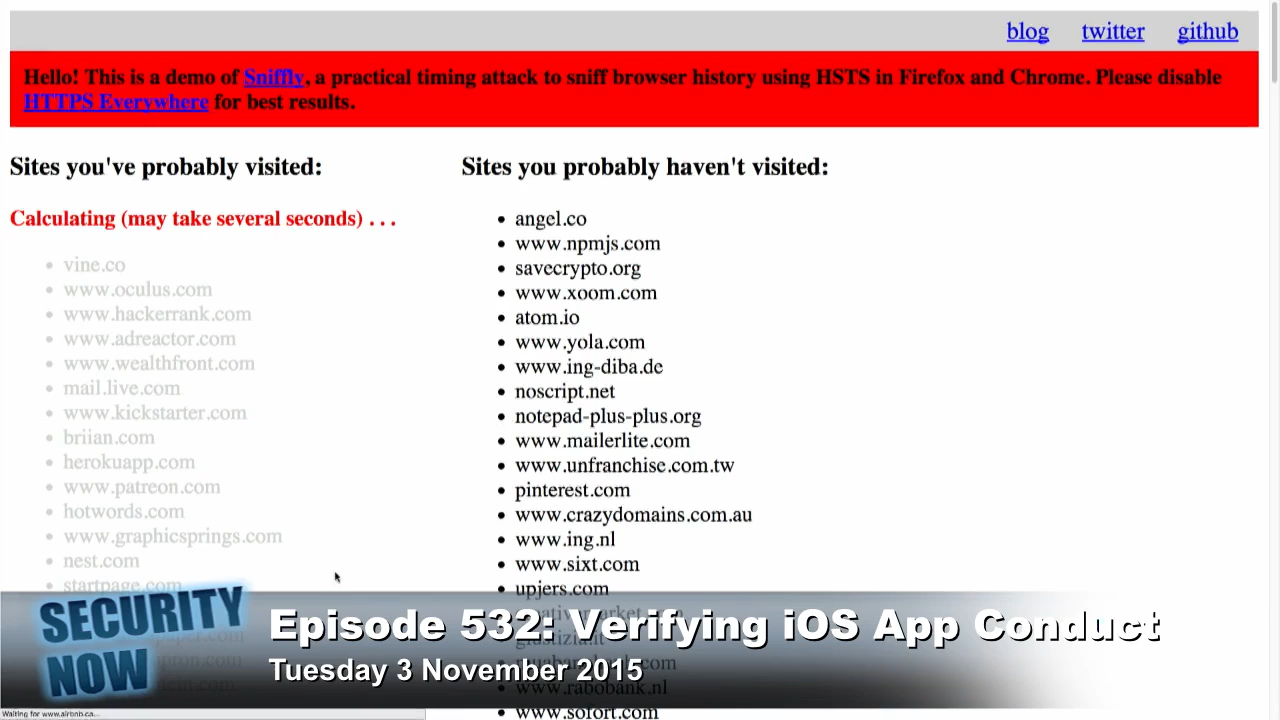 blog twitter github
Hello! This is a demo of Sniffly, a practical timing attack to sniff browser history using HSTS in Firefox and Chrome. Please disable
HTTPS Everywhere for best results.
Sites you've probably visited:
Calculating (may take several seconds) . . .
vine.co
www.oculus.com
www.hackerrank.com
www.adreactor.com
www.wealthfront.com
mail.live.com
www.kickstarter.com
briian.com
herokuapp.com
www.patreon.com
hotwords.com
www.graphicsprings.com
nest.com
startpage.com
Sites you probably haven't visited:
angel.co
www.npmjs.com
savecrypto.org
www.xoom.com
atom.io
www.yola.com
www.ing-diba.de
noscript.net
notepad-plus-plus.org
www.mailerlite.com
www.unfranchise.com.tw
pinterest.com
www.crazydomains.com.au
www.ing.nl
www.sixt.com
upjers.com
www.rabobank.nl
www.sofort.com
SECURITY
NOW
Episode 532: Verifying iOS App Conduct
Tuesday 3 November 2015
Waiting for www.airbnb.ca...